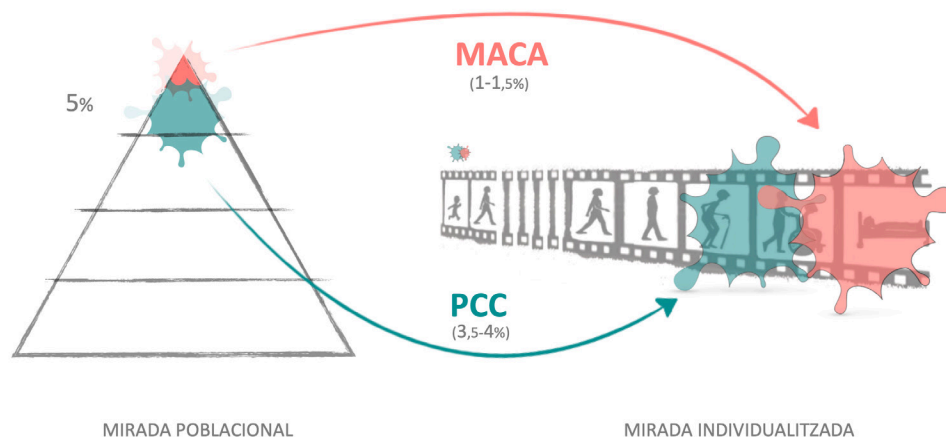 MACA
(1-1,5%)
5%
PCC
(3,5-4%)
MIRADA POBLACIONAL
MIRADA INDIVIDUALITZADA